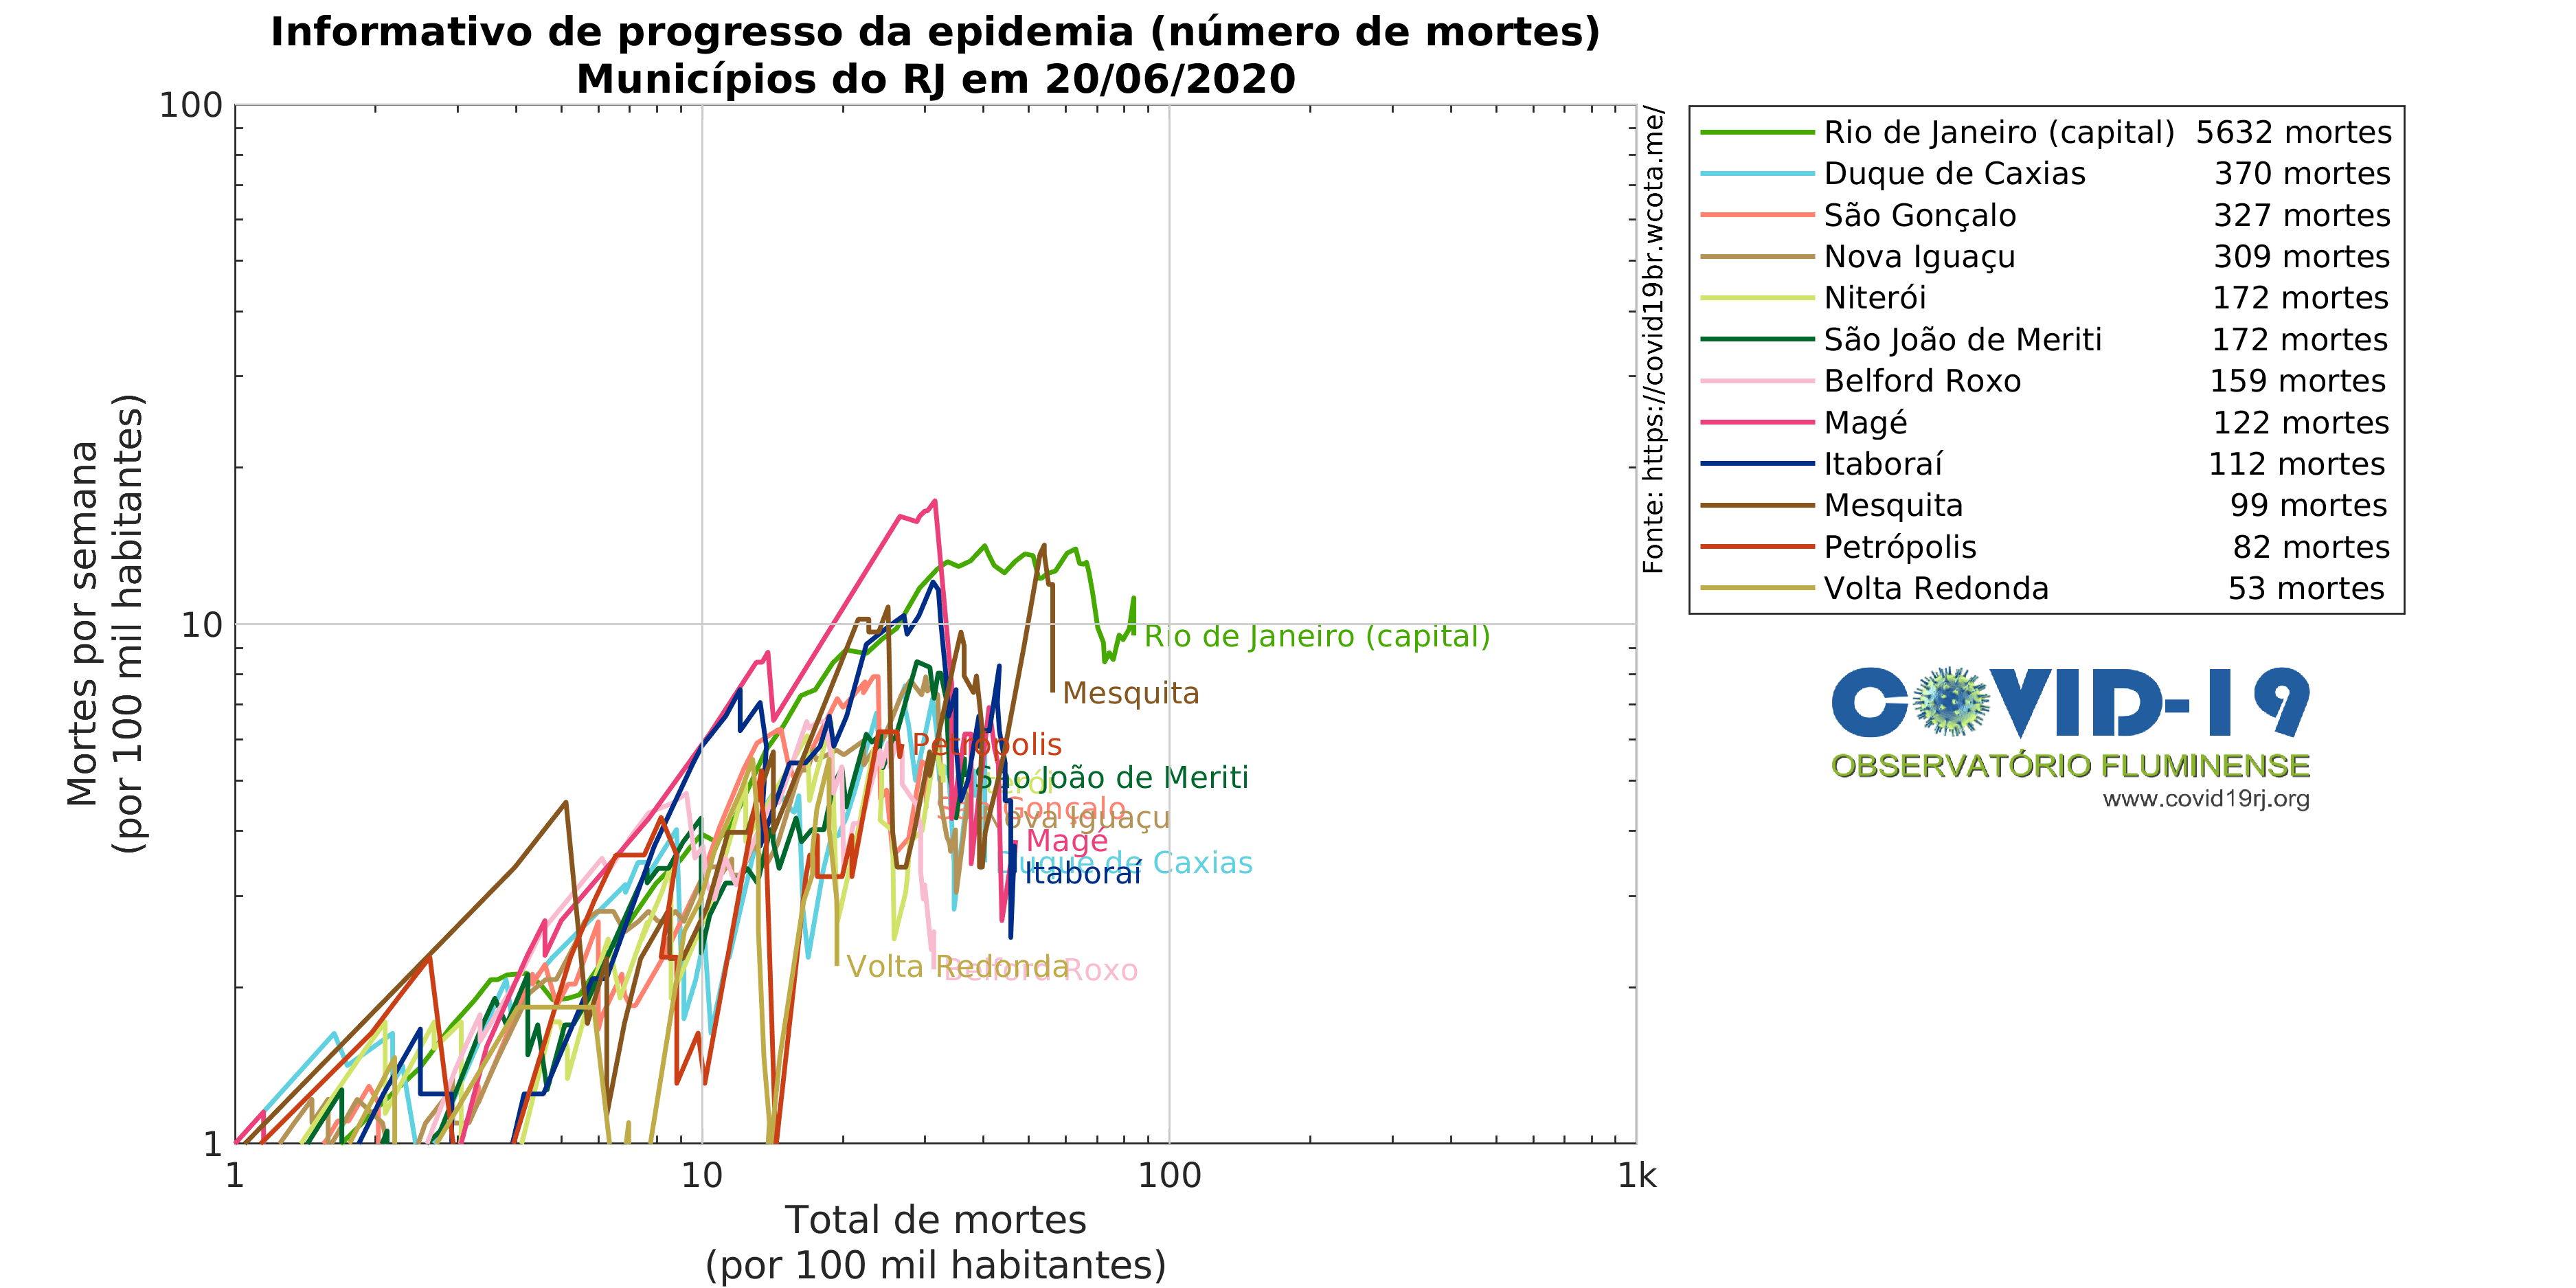 Informativo de progresso da epidemia (número de mortes)
Municípios do RJ em 20/06/2020
100
10
1
Mortes por semana
(por 100 mil habitantes)
1
10
100
1k
Total de mortes
(por 100 mil habitantes)
Rio de Janeiro (capital)
Mesquita
Petrópolis
São João de Meriti
Niterói
São Gonçalo
Nova Iguaçu
Magé
Duque de Caxias
Itaboraí
Volta Redonda
Belford Roxo
Fonte: https://covid19br.wcota.me/
Rio de Janeiro (capital) 5632 mortes
Duque de Caxias 370 mortes
São Gonçalo 327 mortes
Nova Iguaçu 309 mortes
Niterói 172 mortes
São João de Meriti 172 mortes
Belford Roxo 159 mortes
Magé 122 mortes
Itaboraí 112 mortes
Mesquita 99 mortes
Petrópolis 82 mortes
Volta Redonda 53 mortes
COVID-19
OBSERVATÓRIO FLUMINENSE
www.covid19rj.org